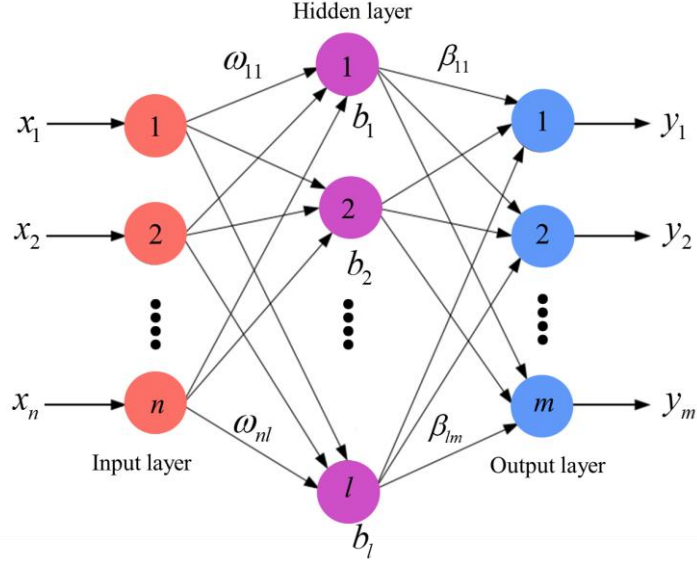 Hidden layer
ω₁₁
β₁₁
1
b₁
x₁
1
1
y₁
2
b₂
x₂
2
2
y₂
xₙ
n
m
yₘ
ωₙₗ
βₗₘ
Input layer
Output layer
l
bₗ